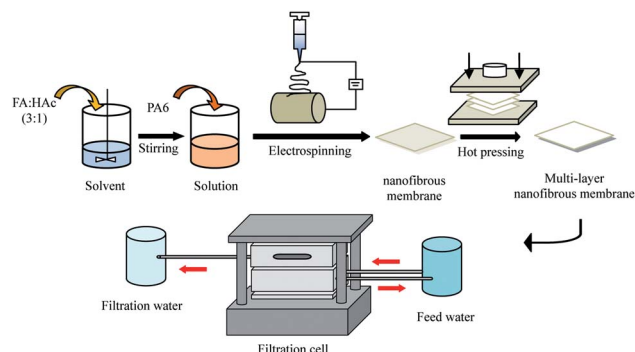 FA:HAc
(3:1)
PA6
Stirring
Electrospinning
Hot pressing
Solvent
Solution
nanofibrous
membrane
Multi-layer
nanofibrous membrane
Filtration water
Feed water
Filtration cell